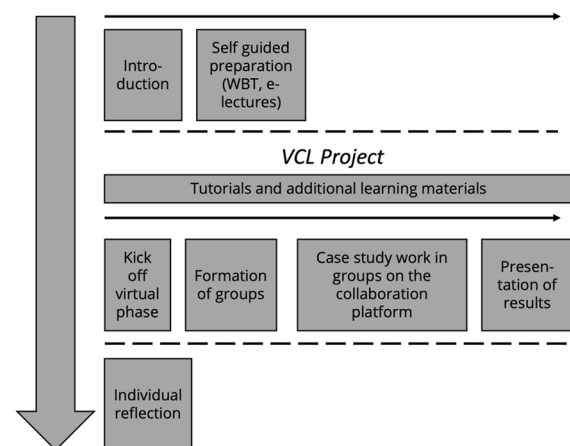 Intro-
duction
Self guided
preparation
(WBT, e-
lectures)
VCL Project
Tutorials and additional learning materials
Kick
off
virtual
phase
Formation
of groups
Case study work in
groups on the
collaboration
platform
Presen-
tation of
results
Individual
reflection